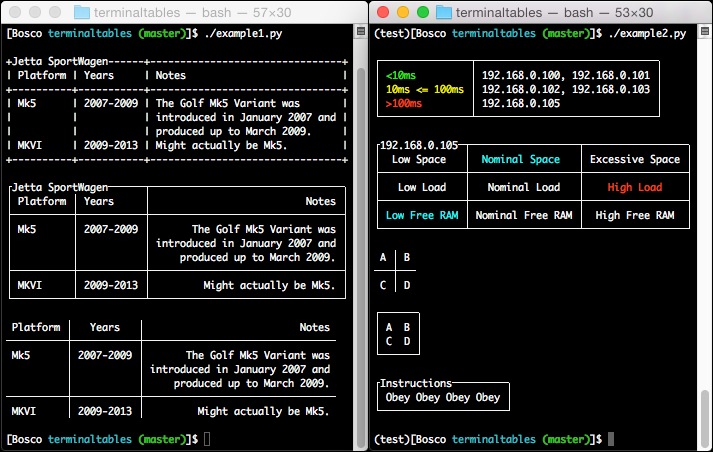 terminaltables — bash — 57×30
[Bosco terminaltables (master)]$ ./example1.py
Jetta SportWagen
Platform Years Notes
Mk5 2007-2009 The Golf Mk5 Variant was
introduced in January 2007 and
produced up to March 2009.
MKVI 2009-2013 Might actually be Mk5.
Jetta SportWagen
Platform Years Notes
Mk5 2007-2009 The Golf Mk5 Variant was
introduced in January 2007 and
produced up to March 2009.
MKVI 2009-2013 Might actually be Mk5.
Platform Years Notes
Mk5 2007-2009 The Golf Mk5 Variant was
introduced in January 2007 and
produced up to March 2009.
MKVI 2009-2013 Might actually be Mk5.
[Bosco terminaltables (master)]$
terminaltables — bash — 53×30
(test)[Bosco terminaltables (master)]$ ./example2.py
<10ms 192.168.0.100, 192.168.0.101
10ms <= 100ms 192.168.0.102, 192.168.0.103
>100ms 192.168.0.105
192.168.0.105
Low Space Nominal Space Excessive Space
Low Load Nominal Load High Load
Low Free RAM Nominal Free RAM High Free RAM
A B
C D
A B
C D
Instructions
Obey Obey Obey Obey
(test)[Bosco terminaltables (master)]$